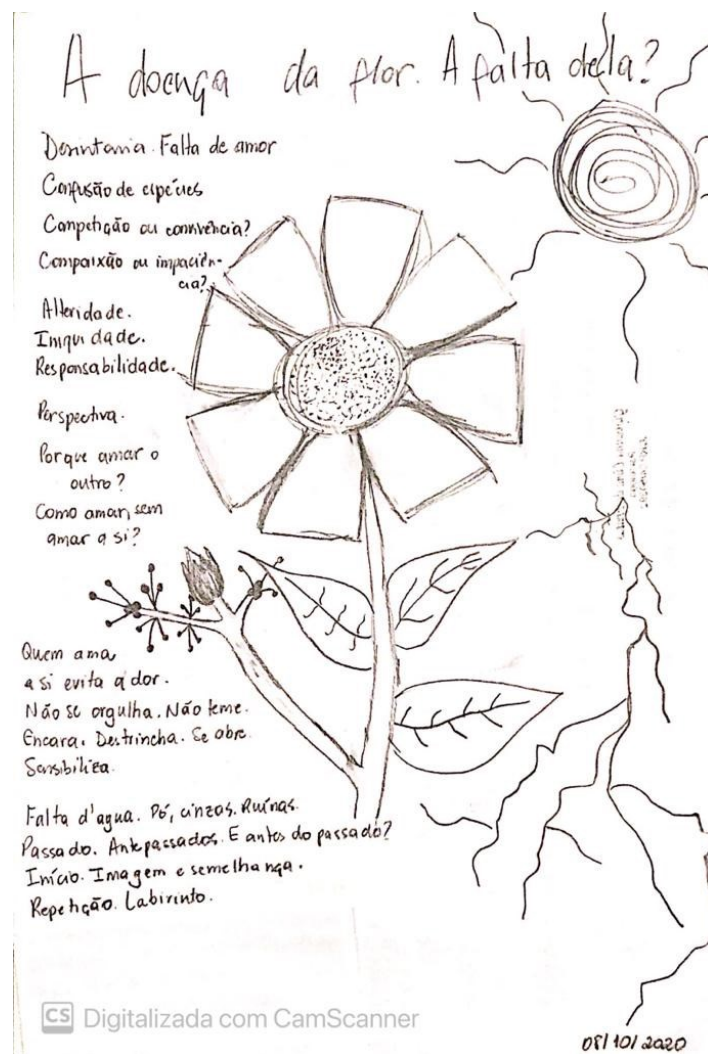 A doença da flor. A falta dela?
Desintonia. Falta de amor
Confusão de espécies
Competição ou convivência?
Compaixão ou impaciên-
cia?
Alteridade.
Iniquidade.
Responsabilidade.
Perspectiva.
Porque amar o
outro?
Como amar, sem
amar a si?
Quem ama
a si evita a dor.
Não se orgulha. Não teme.
Encara. Destrincha. Se abre.
Sensibiliza.
Falta d'agua. Pó, cinzas. Ruínas.
Passado. Antepassados. E antes do passado?
Início. Imagem e semelhança.
Repetição. Labirinto.
CS Digitalizada com CamScanner
08/10/2020